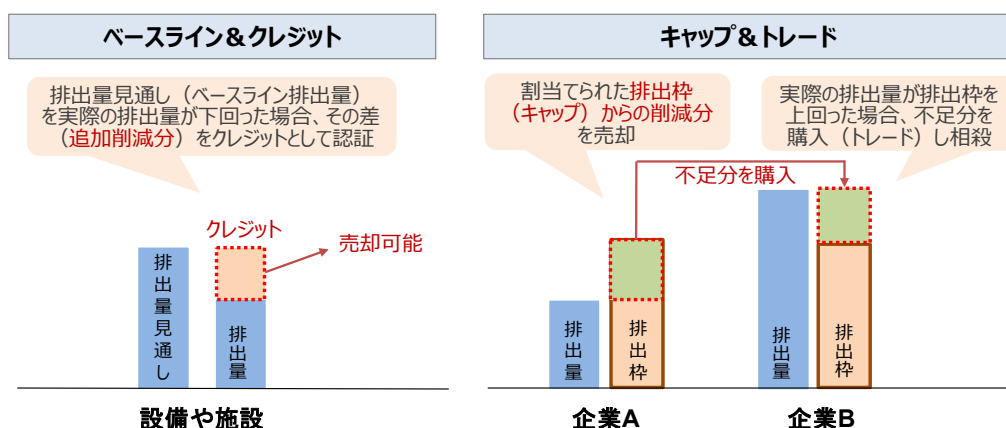 ベースライン&クレジット
排出量見通し（ベースライン排出量）
を実際の排出量が下回った場合、その差
（追加削減分）をクレジットとして認証
クレジット
売却可能
排出量見通し
排出量
設備や施設
キャップ&トレード
割当てられた排出枠
（キャップ）からの削減分
を売却
実際の排出量が排出枠を
上回った場合、不足分を
購入（トレード）し相殺
不足分を購入
排出量
排出枠
排出量
排出枠
企業A
企業B